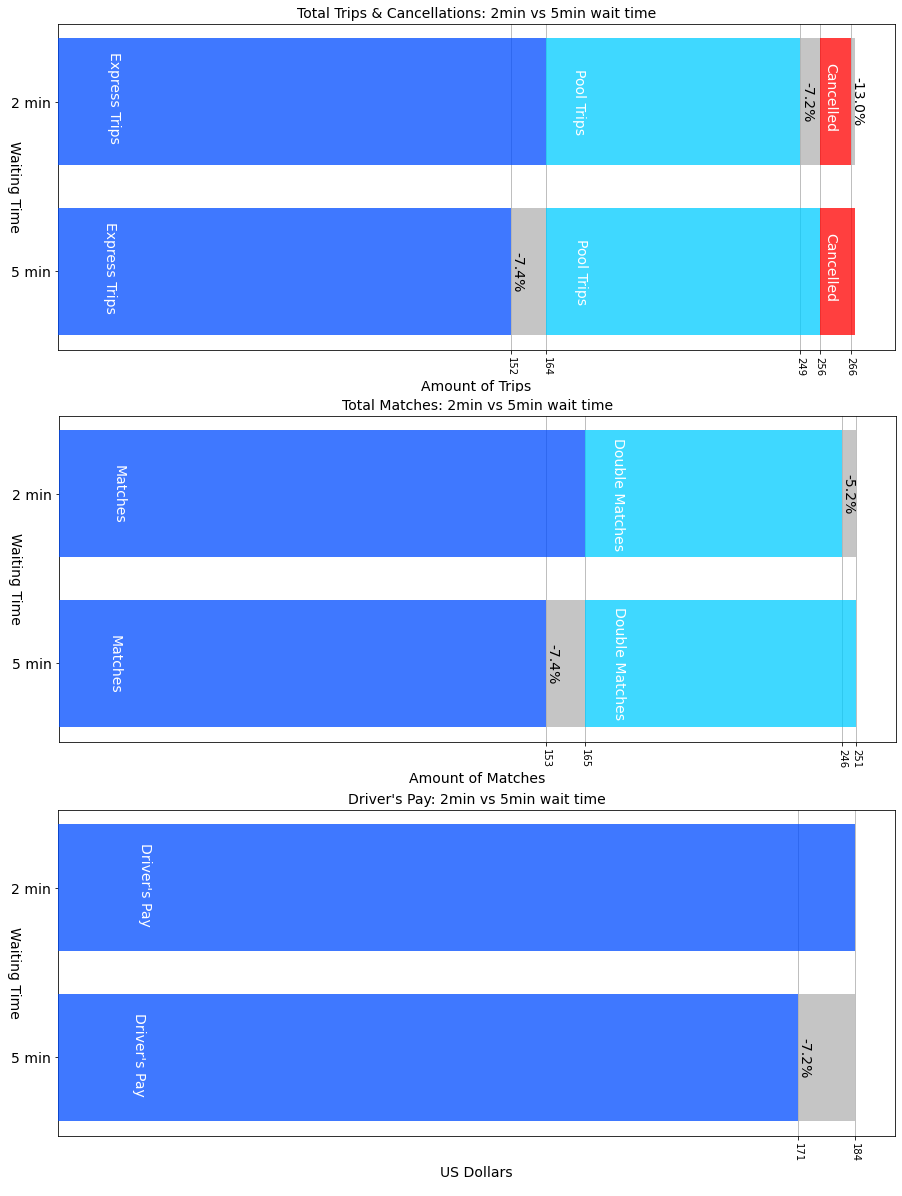 Total Trips & Cancellations: 2min vs 5min wait time
Waiting Time
2 min
Express Trips
Pool Trips
-7.2%
Cancelled
-13.0%
5 min
Express Trips
-7.4%
Pool Trips
Cancelled
152
164
249
256
266
Amount of Trips
Total Matches: 2min vs 5min wait time
Waiting Time
2 min
Matches
Double Matches
-5.2%
5 min
Matches
-7.4%
Double Matches
153
165
246
251
Amount of Matches
Driver's Pay: 2min vs 5min wait time
Waiting Time
2 min
Driver's Pay
5 min
Driver's Pay
-7.2%
171
184
US Dollars